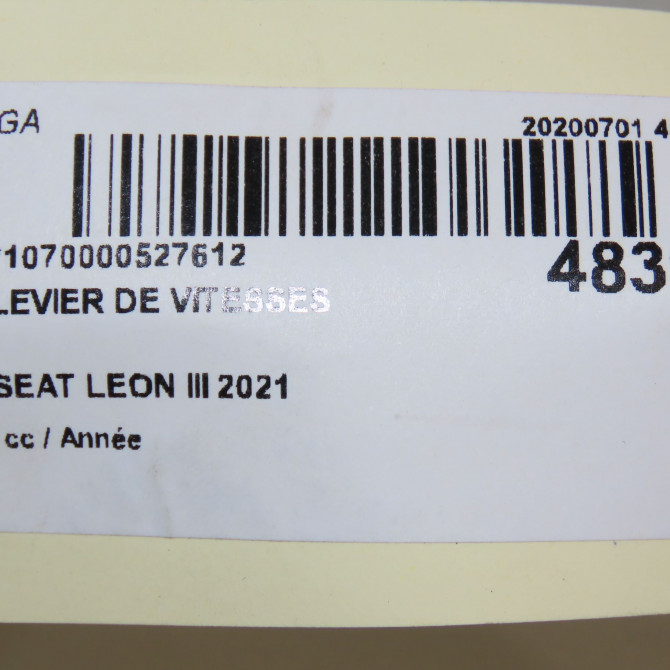 GA
20200701 4
1070000527612
483
LEVIER DE VITESSES
SEAT LEON III 2021
cc / Année